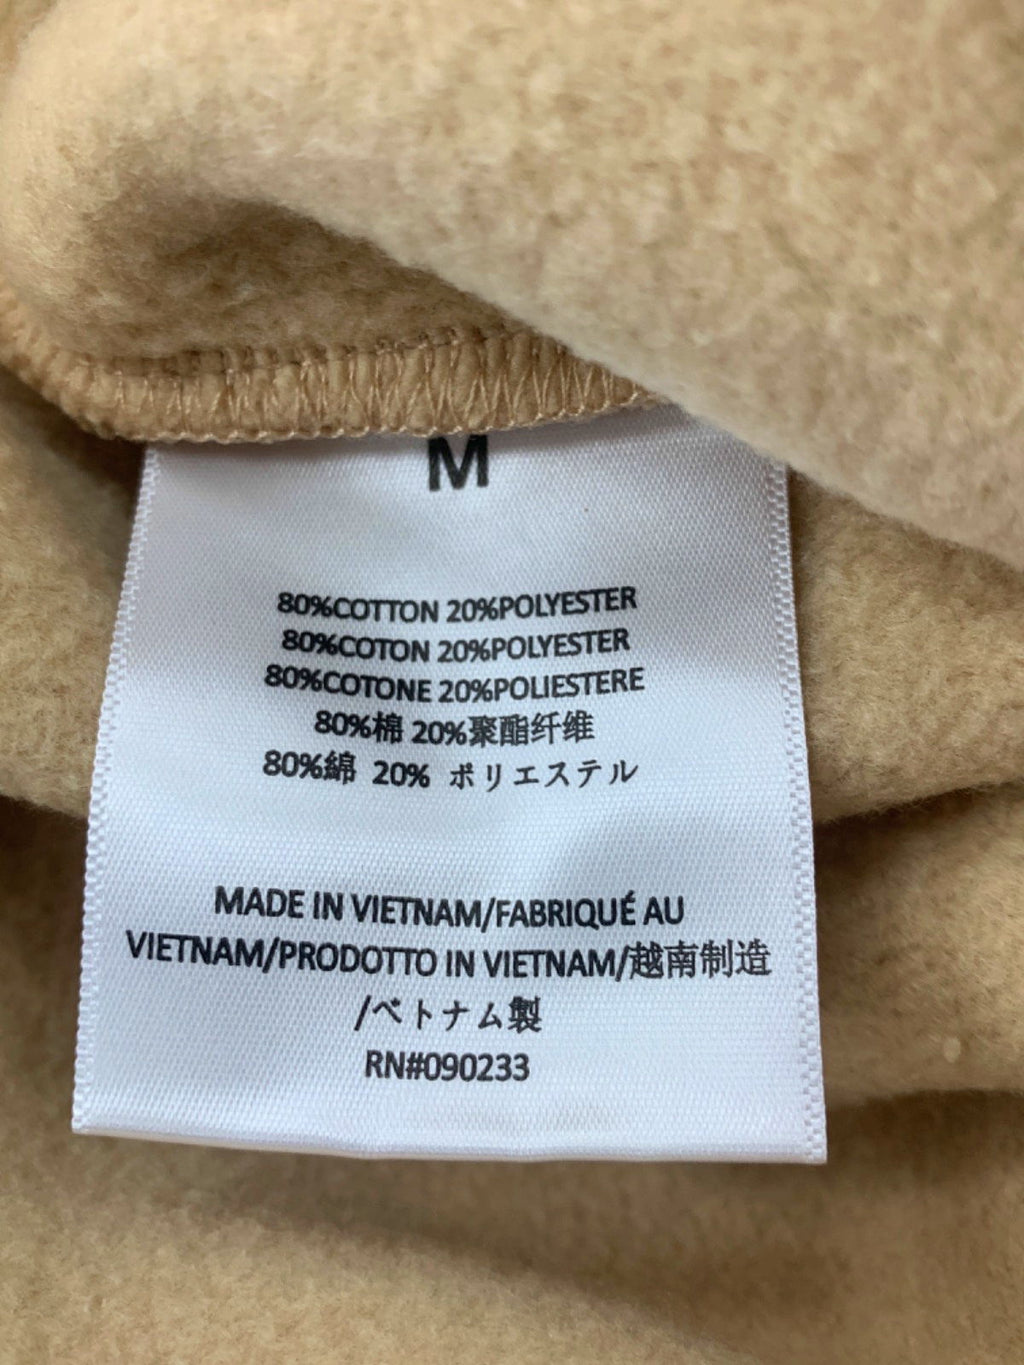 M
80%COTTON 20%POLYESTER
80%COTON 20%POLYESTER
80%COTONE 20%POLIESTERE
80%棉 20%聚酯纤维
80%綿 20% ポリエステル
MADE IN VIETNAM/FABRIQUÉ AU
VIETNAM/PRODOTTO IN VIETNAM/越南制造
/ベトナム製
RN#090233